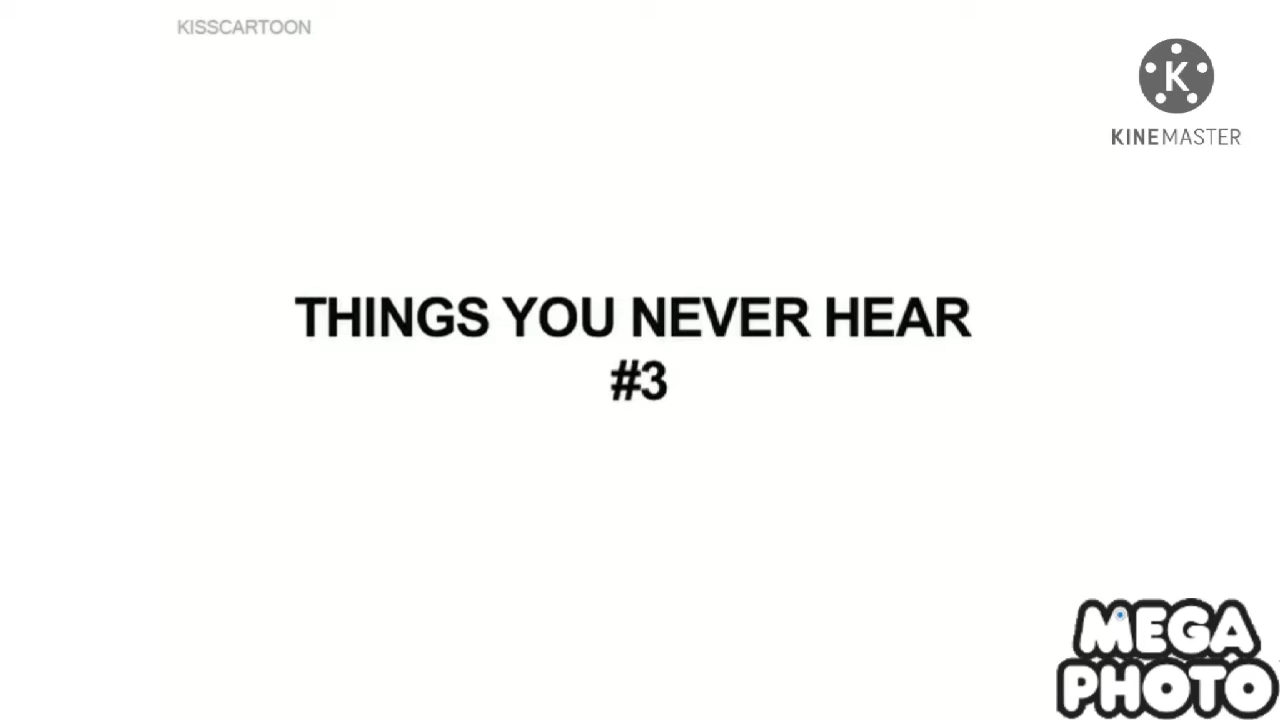 KISSCARTOON
K
KINEMASTER
THINGS YOU NEVER HEAR
#3
MEGA
PHOTO